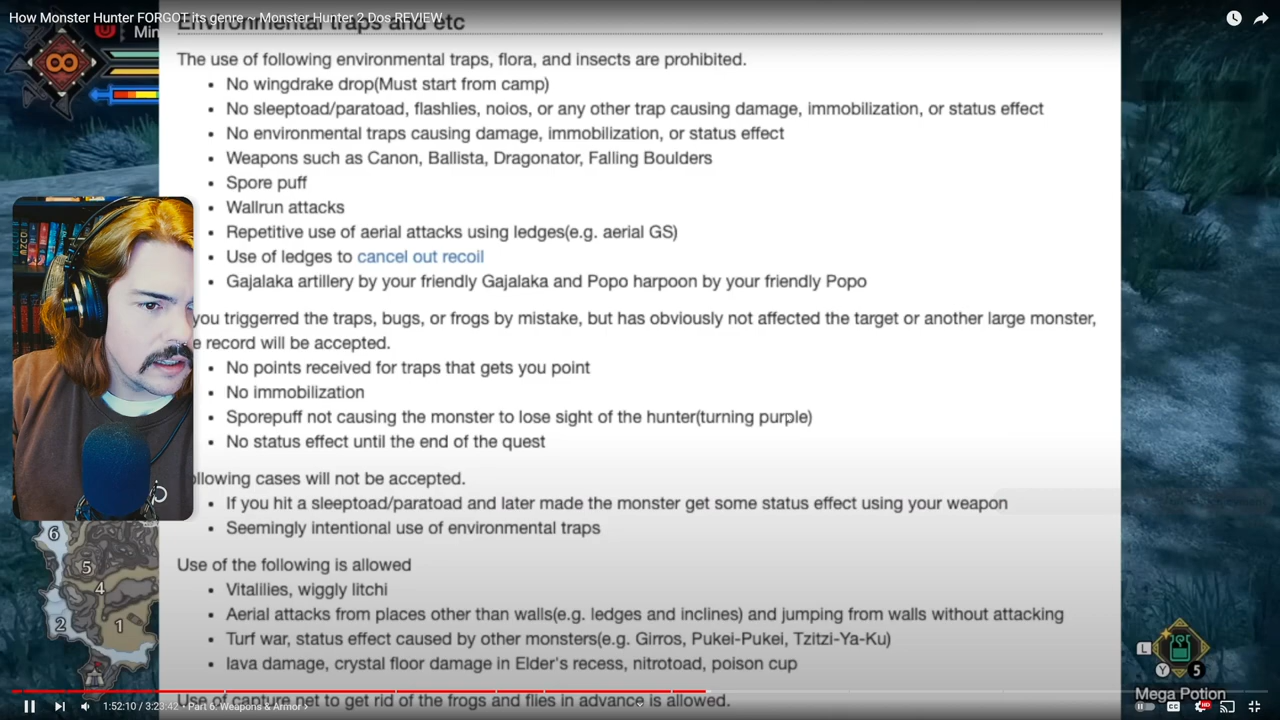 How Monster Hunter FORGOT its genre ~ Monster Hunter 2 Dos REVIEW
Environmental traps and etc
Min
The use of following environmental traps, flora, and insects are prohibited.
No wingdrake drop(Must start from camp)
No sleeptoad/paratoad, flashlies, noios, or any other trap causing damage, immobilization, or status effect
No environmental traps causing damage, immobilization, or status effect
Weapons such as Canon, Ballista, Dragonator, Falling Boulders
Spore puff
Wallrun attacks
Repetitive use of aerial attacks using ledges(e.g. aerial GS)
Use of ledges to cancel out recoil
Gajalaka artillery by your friendly Gajalaka and Popo harpoon by your friendly Popo
you triggerred the traps, bugs, or frogs by mistake, but has obviously not affected the target or another large monster,
e record will be accepted.
No points received for traps that gets you point
No immobilization
Sporepuff not causing the monster to lose sight of the hunter(turning purple)
No status effect until the end of the quest
ollowing cases will not be accepted.
If you hit a sleeptoad/paratoad and later made the monster get some status effect using your weapon
Seemingly intentional use of environmental traps
Use of the following is allowed
Vitalilies, wiggly litchi
Aerial attacks from places other than walls(e.g. ledges and inclines) and jumping from walls without attacking
Turf war, status effect caused by other monsters(e.g. Girros, Pukei-Pukei, Tzitzi-Ya-Ku)
lava damage, crystal floor damage in Elder's recess, nitrotoad, poison cup
Use of capture net to get rid of the frogs and flies in advance is allowed.
6
5
4
2
1
L
Y
5
Mega Potion
1:52:10 / 3:23:42 • Part 6: Weapons & Armor >
CC
HD